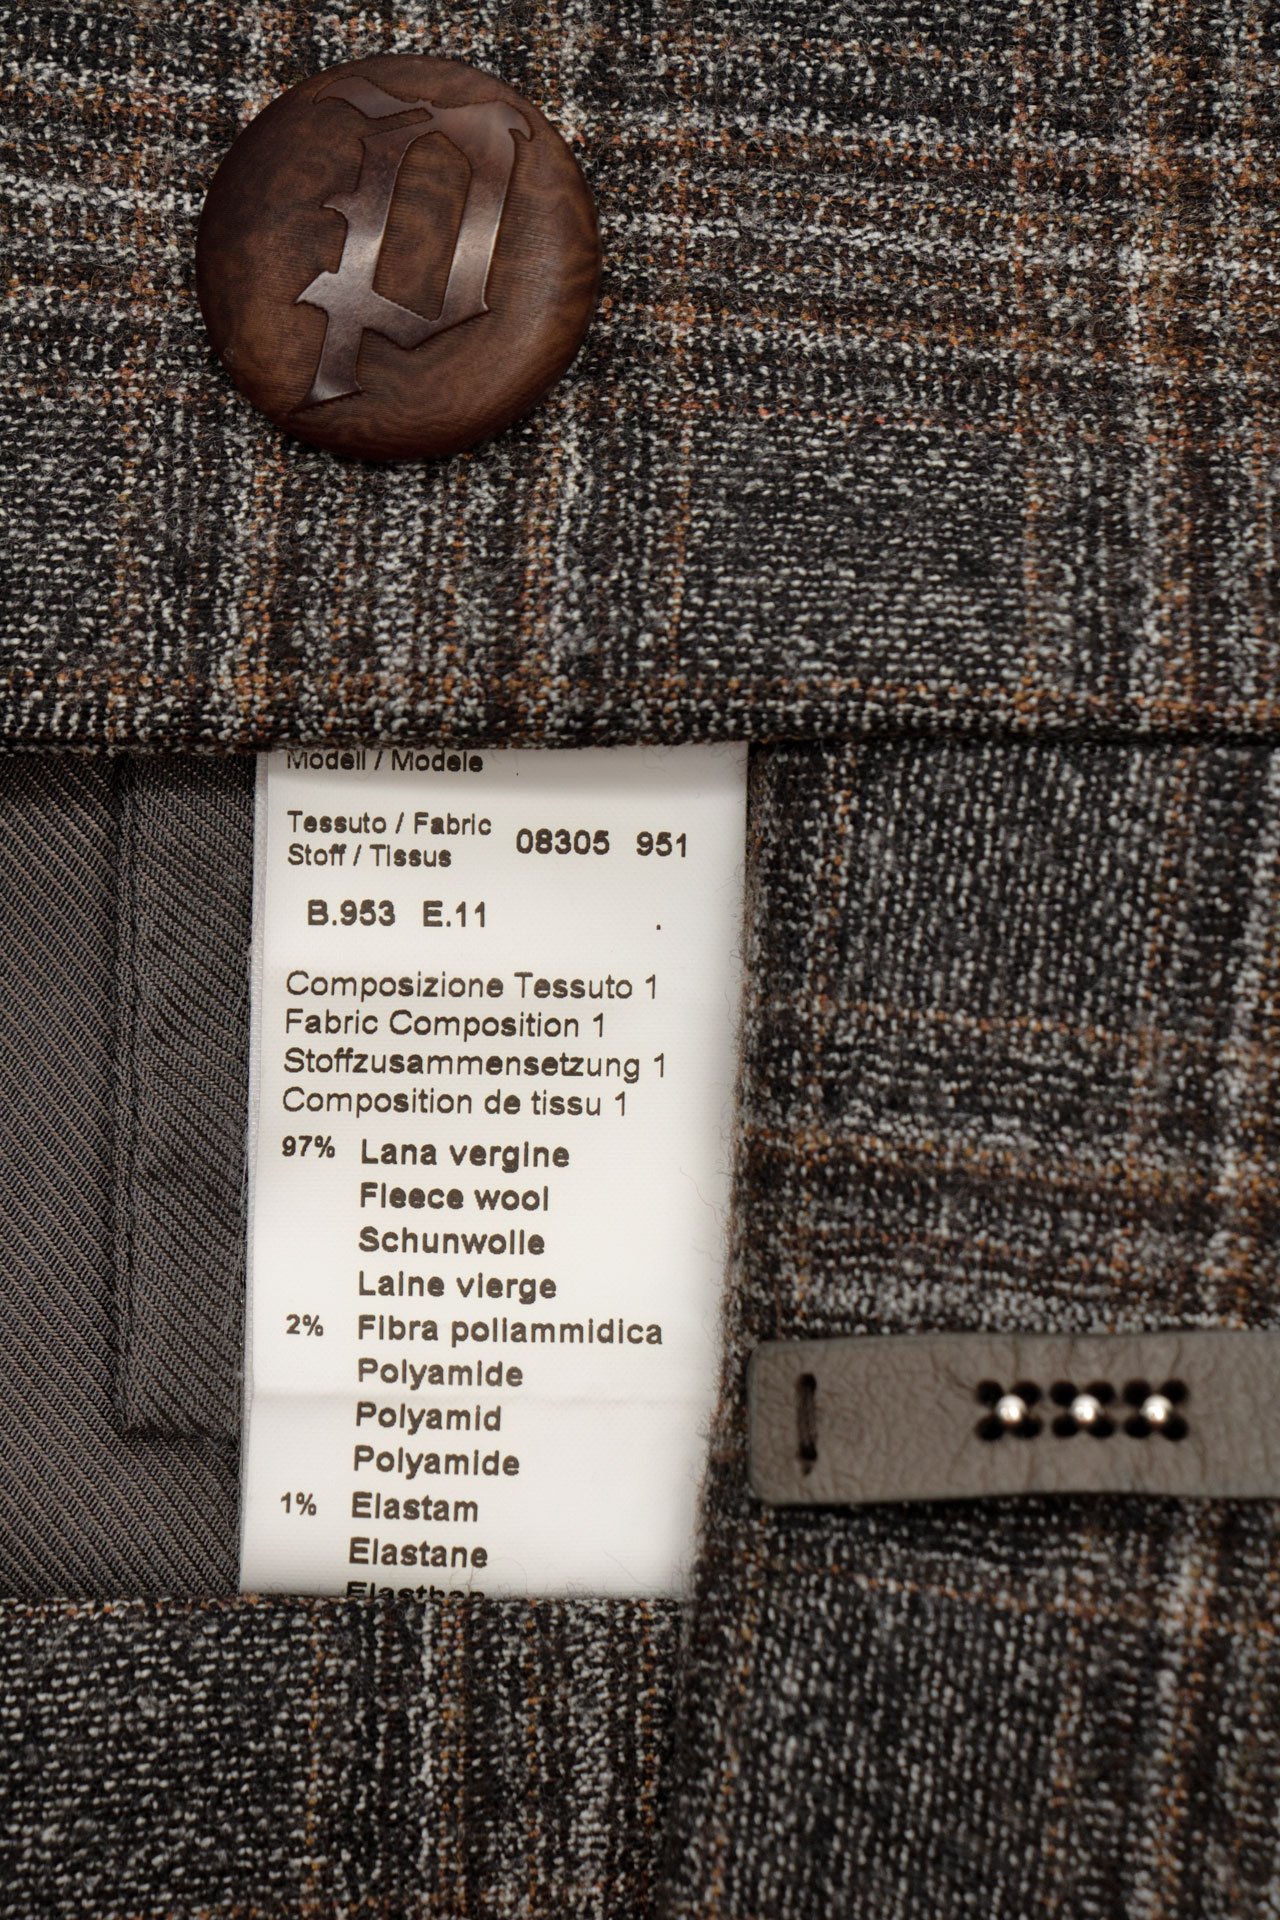 P
Modell / Modele
Tessuto / Fabric
Stoff / Tissus
08305 951
B.953 E.11
Composizione Tessuto 1
Fabric Composition 1
Stoffzusammensetzung 1
Composition de tissu 1
97% Lana vergine
Fleece wool
Schunwolle
Laine vierge
2% Fibra poliammidica
Polyamide
Polyamid
Polyamide
1% Elastam
Elastane
Elasthan